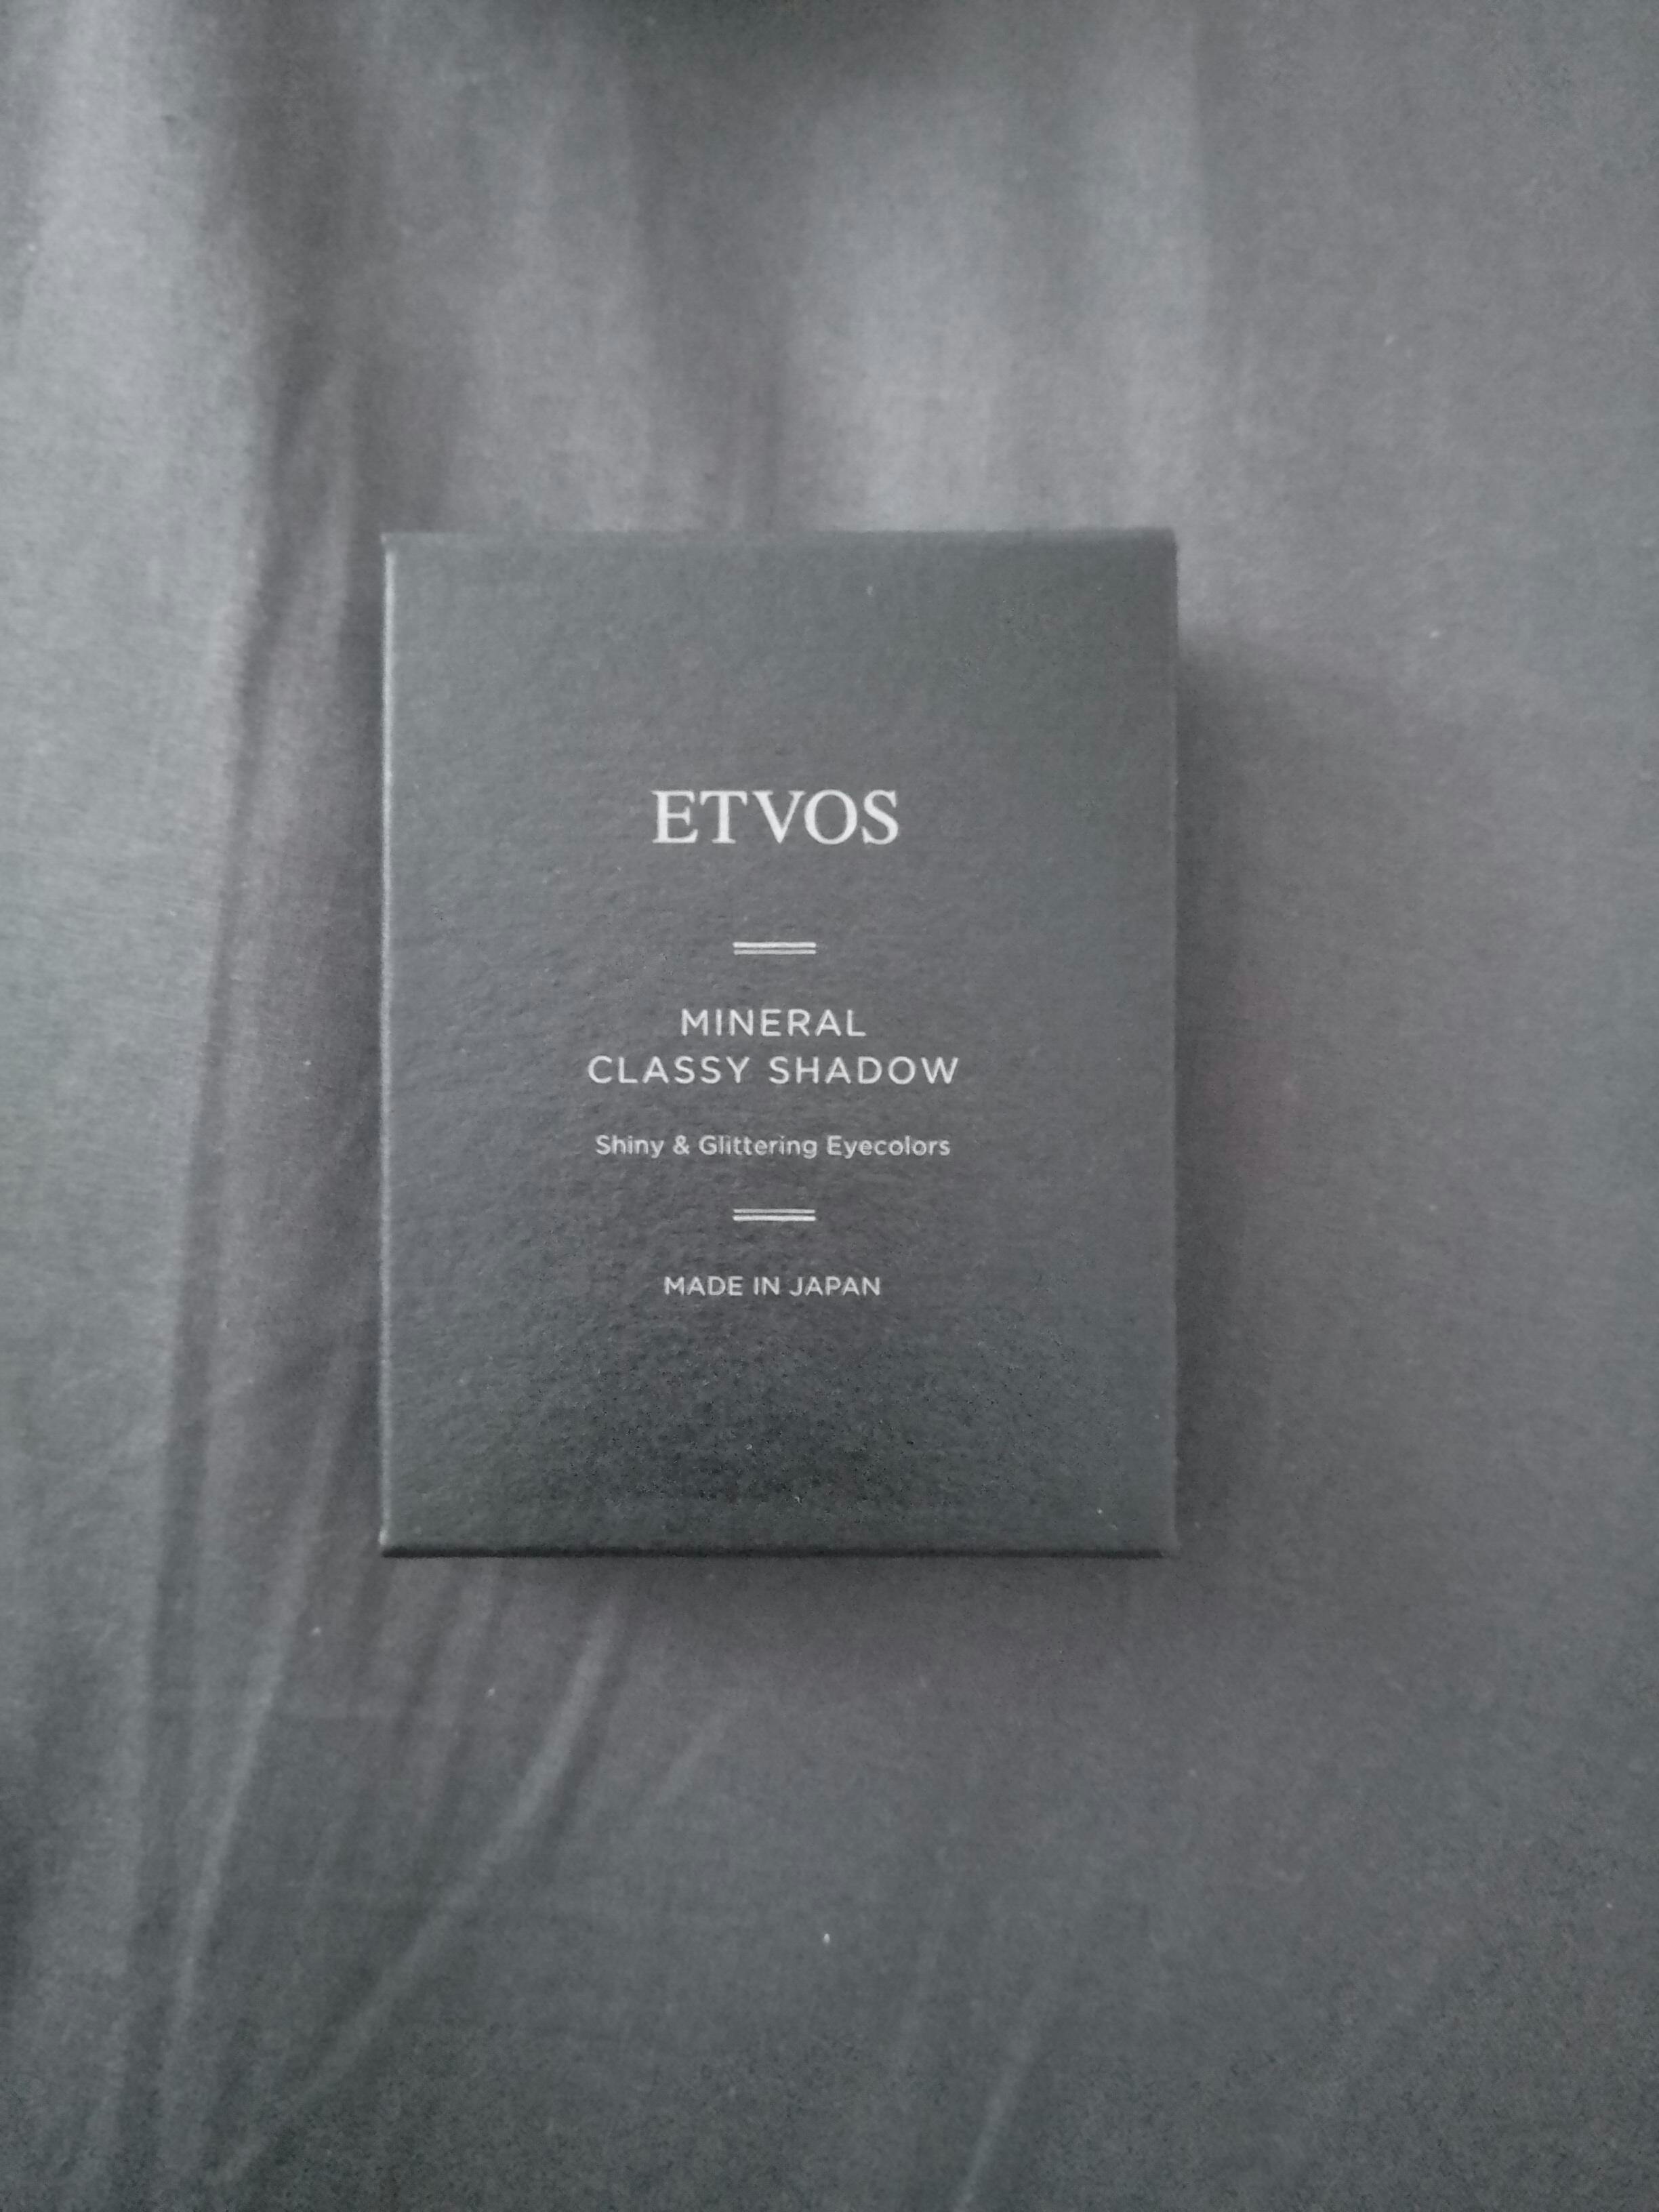 ETVOS
MINERAL
CLASSY SHADOW
Shiny & Glittering Eyecolors
MADE IN JAPAN